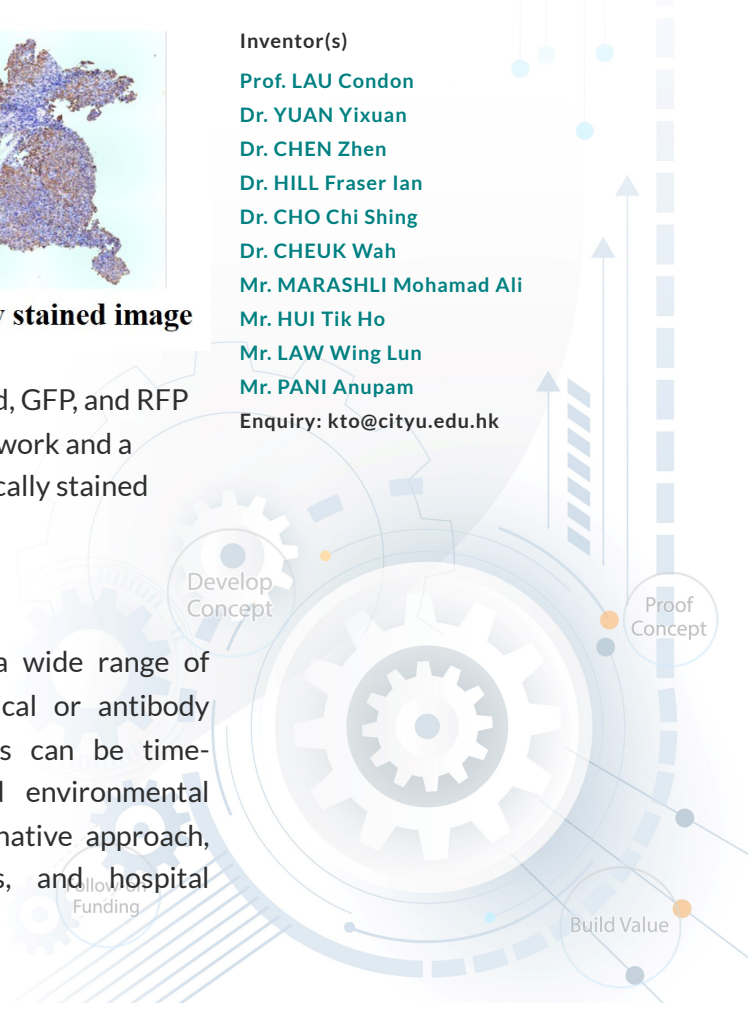 stained image
d, GFP, and RFP
work and a
cally stained
a wide range of
ical or antibody
s can be time-
l environmental
native approach,
s, and hospital
Inventor(s)
Prof. LAU Condon
Dr. YUAN Yixuan
Dr. CHEN Zhen
Dr. HILL Fraser Ian
Dr. CHO Chi Shing
Dr. CHEUK Wah
Mr. MARASHLI Mohamad Ali
Mr. HUI Tik Ho
Mr. LAW Wing Lun
Mr. PANI Anupam
Enquiry: kto@cityu.edu.hk
Develop
Concept
Proof
Concept
Funding
Build Value